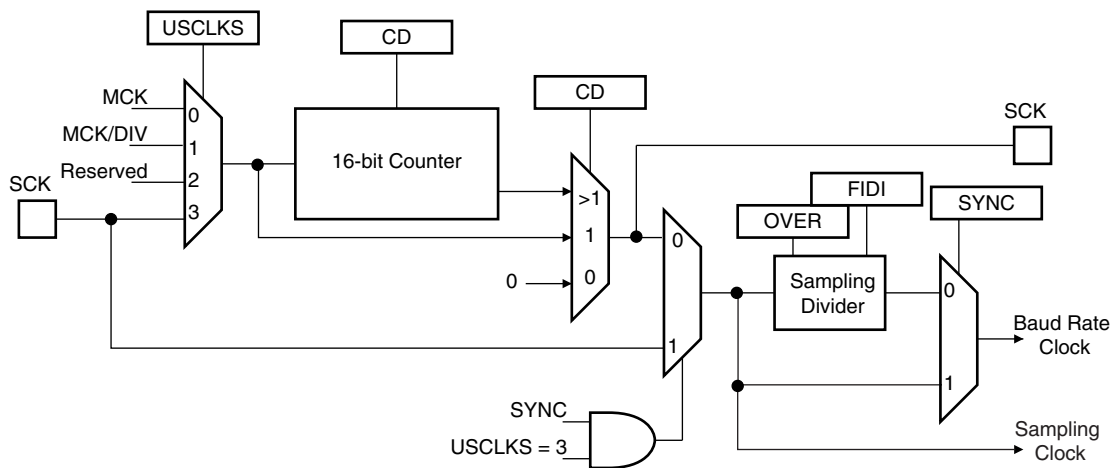 USCLKS
CD
CD
SCK
MCK
0
MCK/DIV
1
Reserved
2
SCK
3
16-bit Counter
>1
1
0
0
0
1
FIDI
OVER
SYNC
Sampling
Divider
0
1
Baud Rate
Clock
SYNC
USCLKS = 3
Sampling
Clock